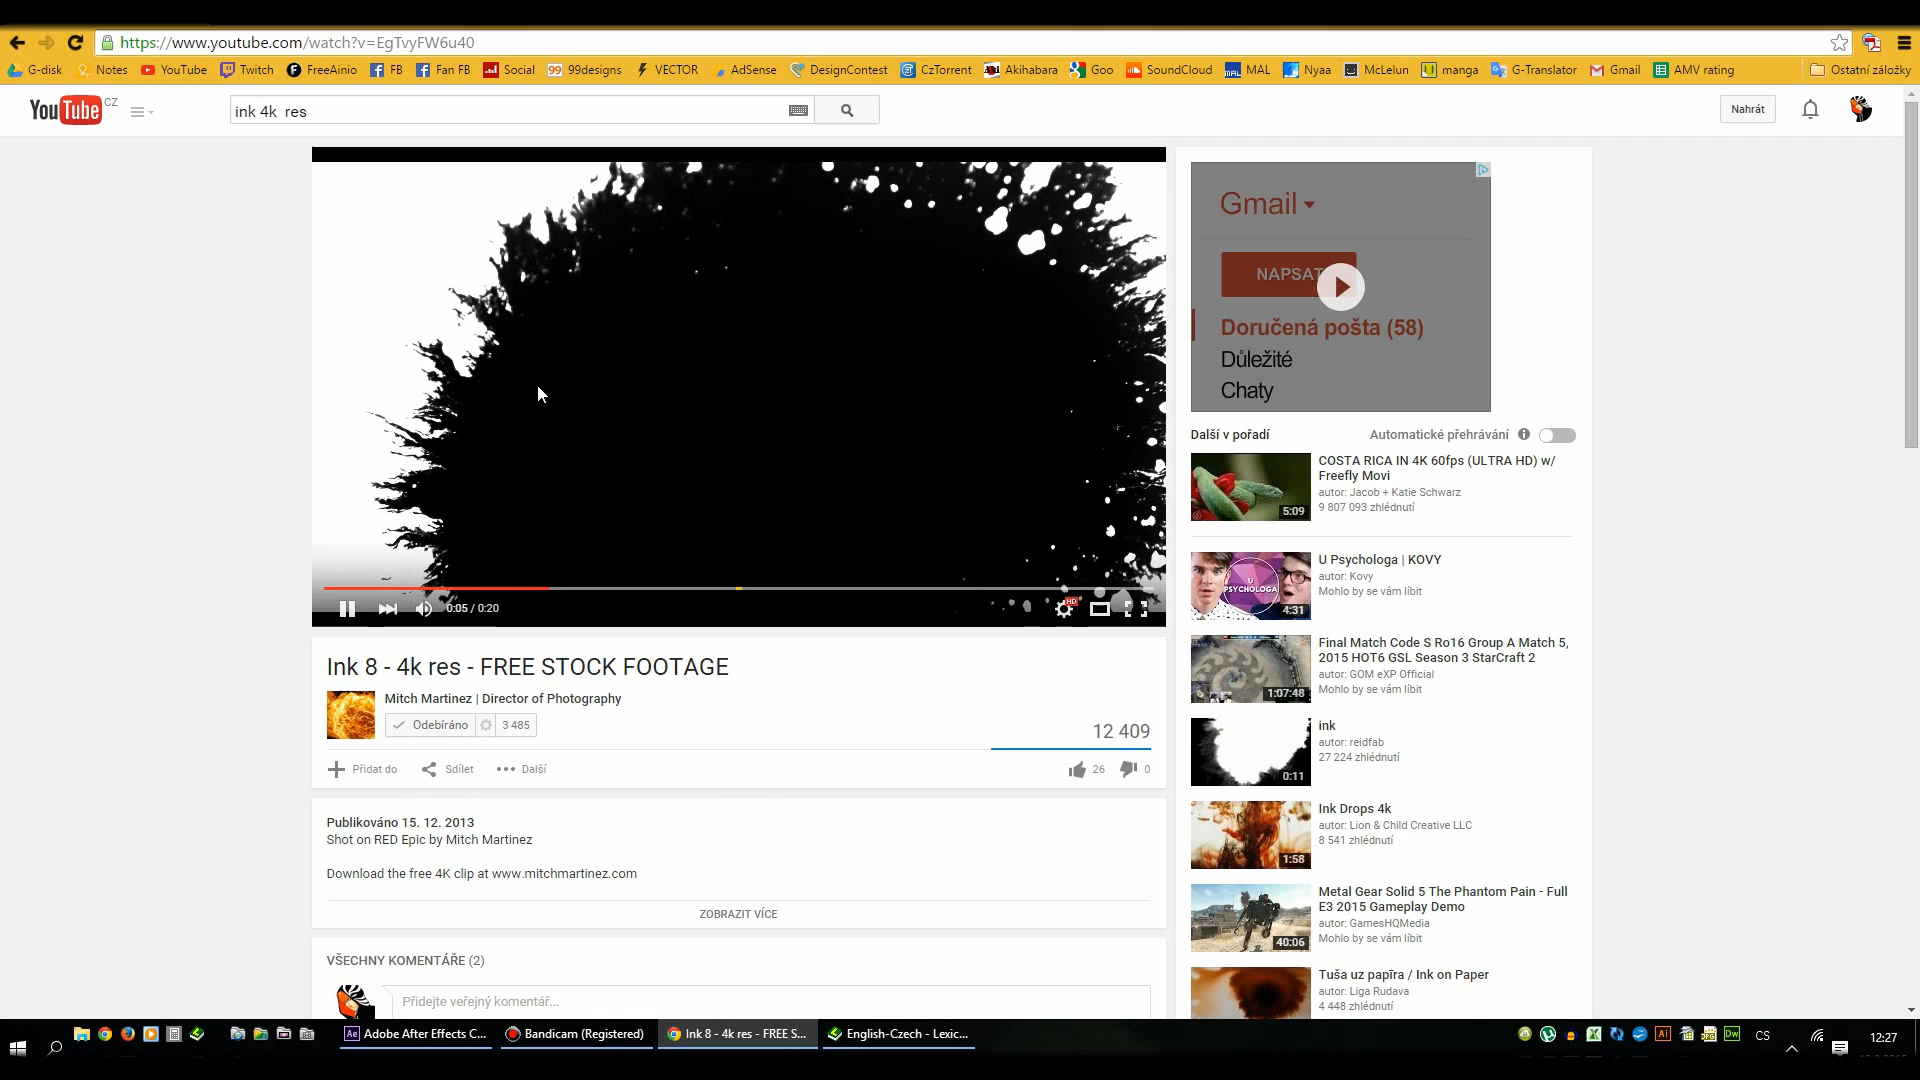 https://www.youtube.com/watch?v=EgTvyFW6u40
G-disk Notes YouTube Twitch FreeAinio FB Fan FB Social 99designs VECTOR AdSense DesignContest CzTorrent Akihabara Goo SoundCloud MAL Nyaa McLelun manga G-Translator Gmail AMV rating Ostatní záložky
YouTube CZ
ink 4k  res
Nahrát
Gmail
NAPSAT
Doručená pošta (58)
Důležité
Chaty
0:05 / 0:20
HD
Ink 8 - 4k res - FREE STOCK FOOTAGE
Mitch Martinez | Director of Photography
Odebíráno 3 485
12 409
Přidat do Sdílet Další
26 0
Publikováno 15. 12. 2013
Shot on RED Epic by Mitch Martinez
Download the free 4K clip at www.mitchmartinez.com
ZOBRAZIT VÍCE
VŠECHNY KOMENTÁŘE (2)
Přidejte veřejný komentář...
Další v pořadí Automatické přehrávání
COSTA RICA IN 4K 60fps (ULTRA HD) w/
Freefly Movi
autor: Jacob + Katie Schwarz
9 807 093 zhlédnutí
5:09
U Psychologa | KOVY
autor: Kovy
Mohlo by se vám líbit
U
PSYCHOLOGA
4:31
Final Match Code S Ro16 Group A Match 5,
2015 HOT6 GSL Season 3 StarCraft 2
autor: GOM eXP Official
Mohlo by se vám líbit
1:07:48
ink
autor: reidfab
27 224 zhlédnutí
0:11
Ink Drops 4k
autor: Lion & Child Creative LLC
8 541 zhlédnutí
1:58
Metal Gear Solid 5 The Phantom Pain - Full
E3 2015 Gameplay Demo
autor: GamesHQMedia
Mohlo by se vám líbit
40:06
Tuša uz papīra / Ink on Paper
autor: Liga Rudava
4 448 zhlédnutí
Ae Adobe After Effects C... Bandicam (Registered) Ink 8 - 4k res - FREE S... English-Czech - Lexic...
Ai Dw CS 12:27